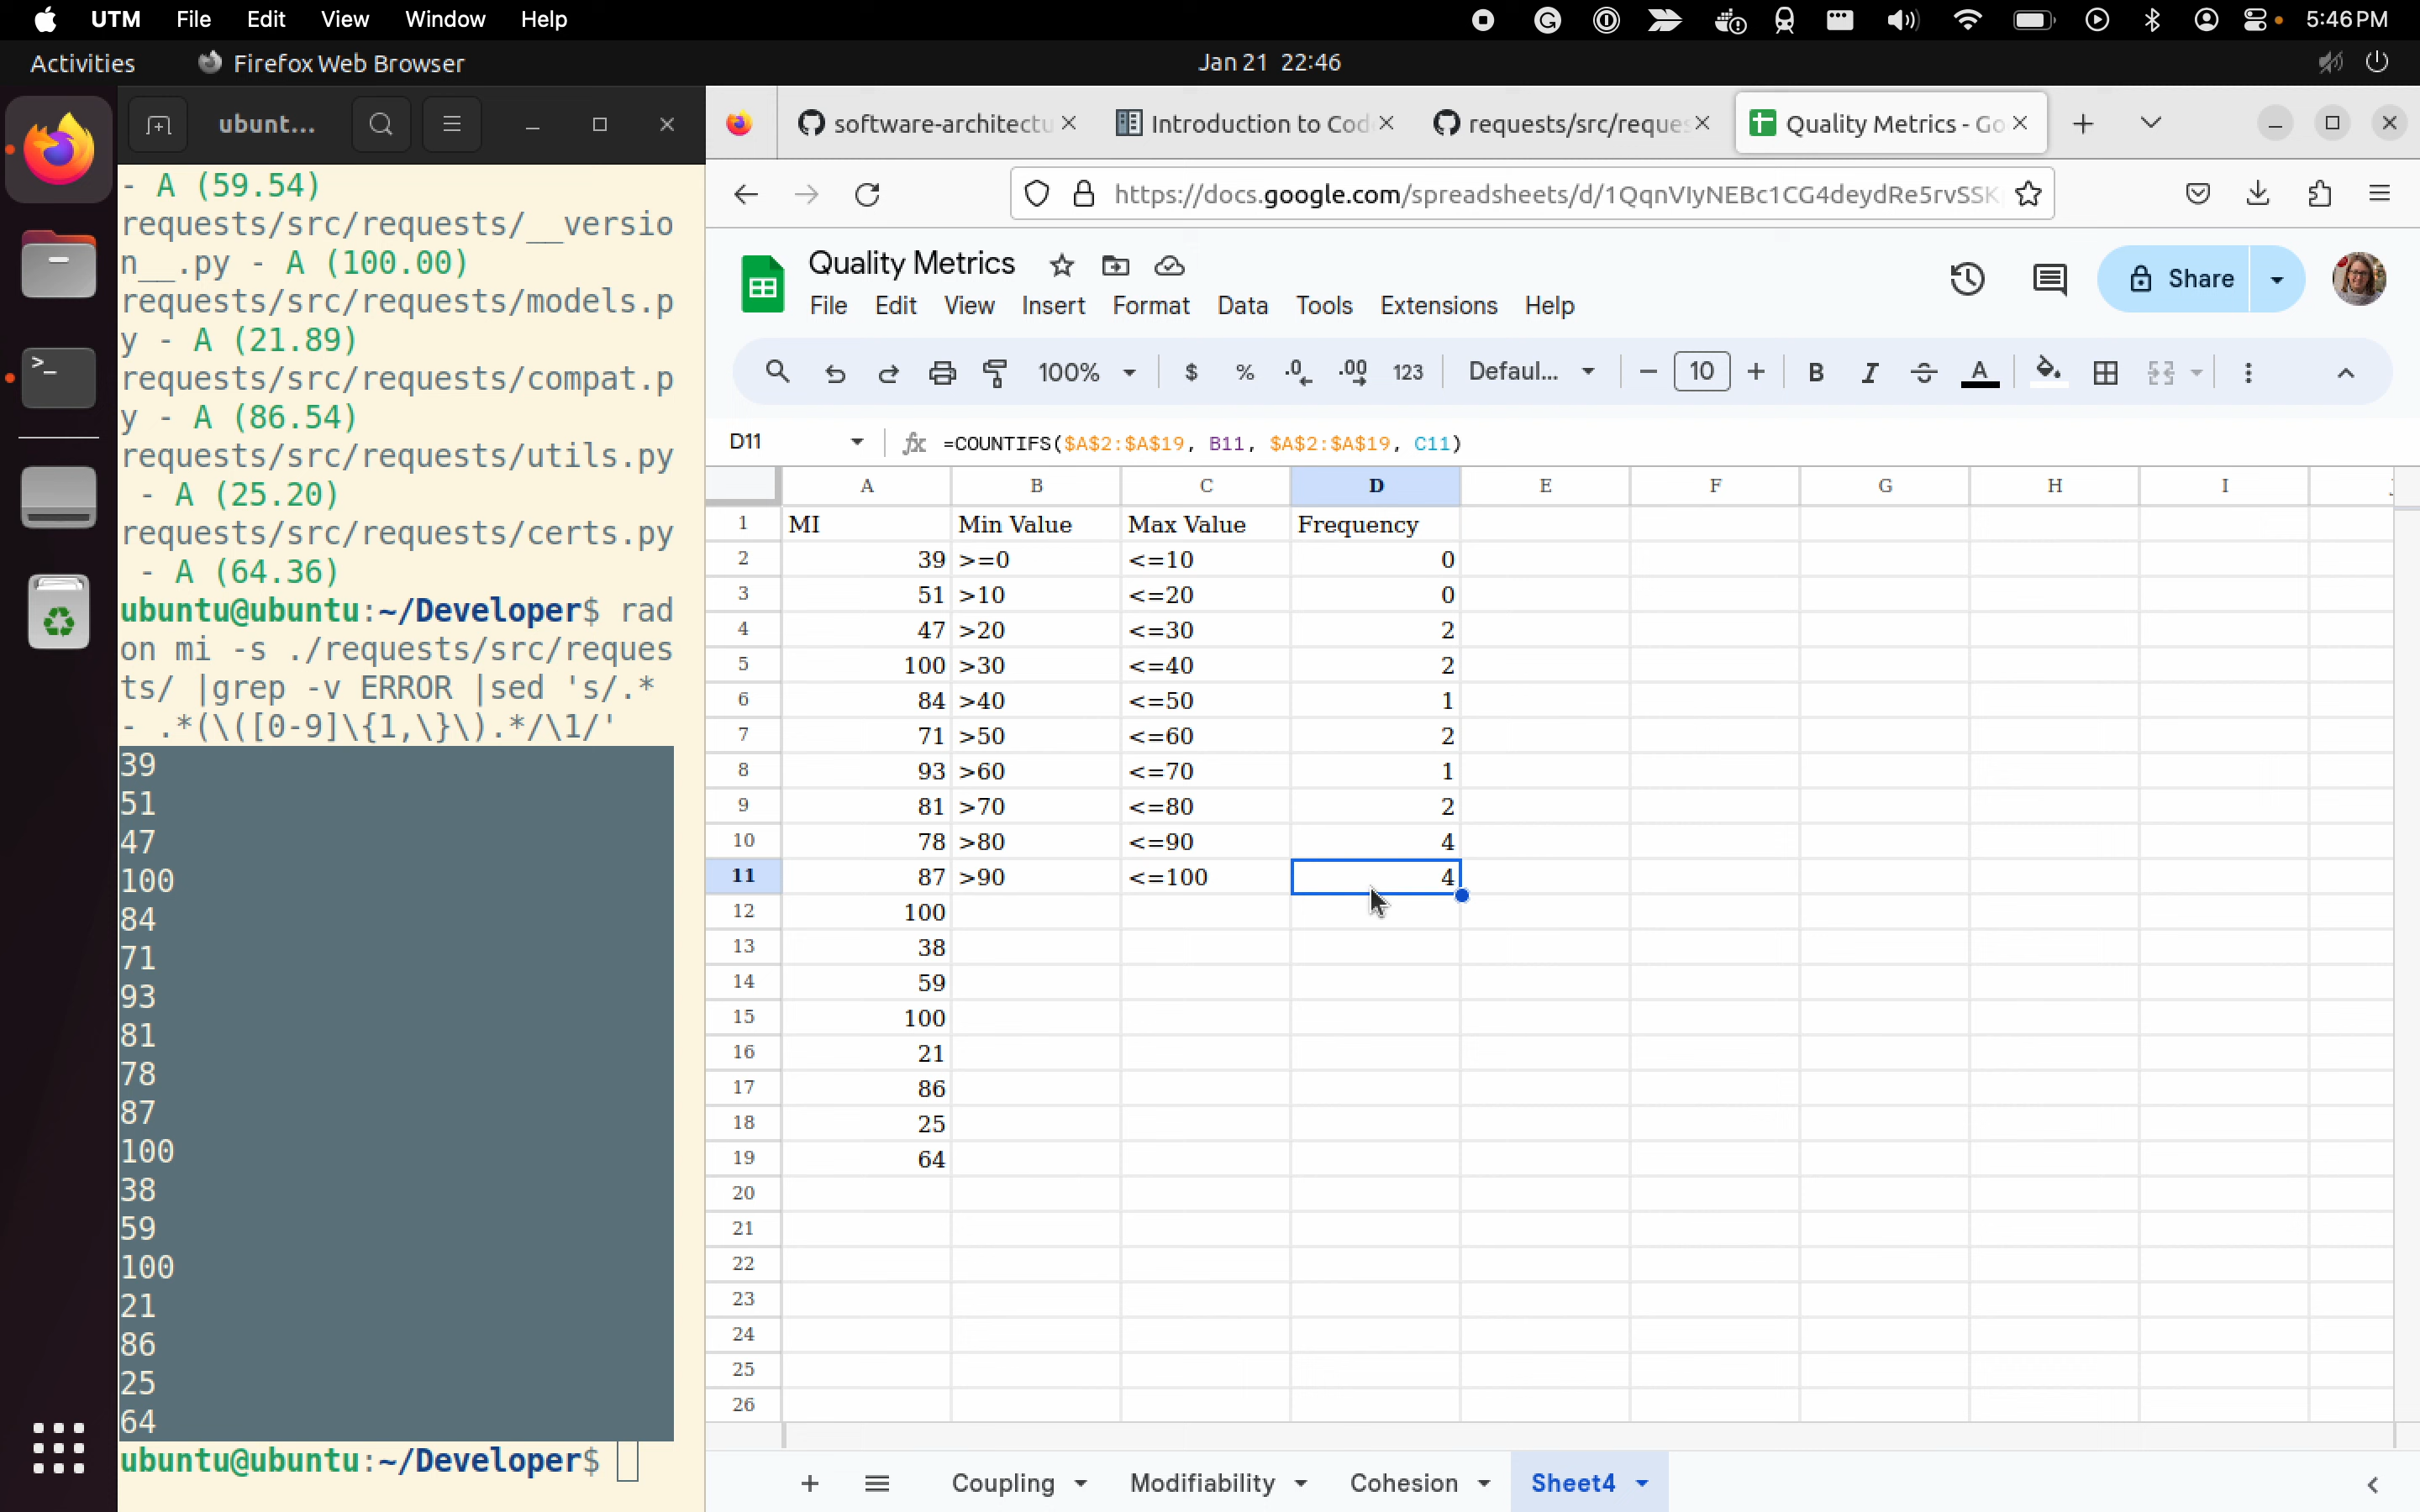 UTM File Edit View Window Help 5:46 PM
Activities Firefox Web Browser Jan 21 22:46
ubunt...
- A (59.54)
requests/src/requests/__versio
n__.py - A (100.00)
requests/src/requests/models.p
y - A (21.89)
requests/src/requests/compat.p
y - A (86.54)
requests/src/requests/utils.py
- A (25.20)
requests/src/requests/certs.py
- A (64.36)
ubuntu@ubuntu:~/Developer$ rad
on mi -s ./requests/src/reques
ts/ |grep -v ERROR |sed 's/.*
- .*(\([0-9]\{1,\}\).*/\1/'
39
51
47
100
84
71
93
81
78
87
100
38
59
100
21
86
25
64
ubuntu@ubuntu:~/Developer$
software-architectu Introduction to Cod requests/src/reques Quality Metrics - Go
https://docs.google.com/spreadsheets/d/1QqnVIyNEBc1CG4deydRe5rvSSK
Quality Metrics
File Edit View Insert Format Data Tools Extensions Help
Share
100% $ % .0 .00 123 Defaul... 10 B I A
D11 fx =COUNTIFS($A$2:$A$19, B11, $A$2:$A$19, C11)
A B C D E F G H I
1 MI Min Value Max Value Frequency
2 39 >=0 <=10 0
3 51 >10 <=20 0
4 47 >20 <=30 2
5 100 >30 <=40 2
6 84 >40 <=50 1
7 71 >50 <=60 2
8 93 >60 <=70 1
9 81 >70 <=80 2
10 78 >80 <=90 4
11 87 >90 <=100 4
12 100
13 38
14 59
15 100
16 21
17 86
18 25
19 64
20
21
22
23
24
25
26
Coupling Modifiability Cohesion Sheet4